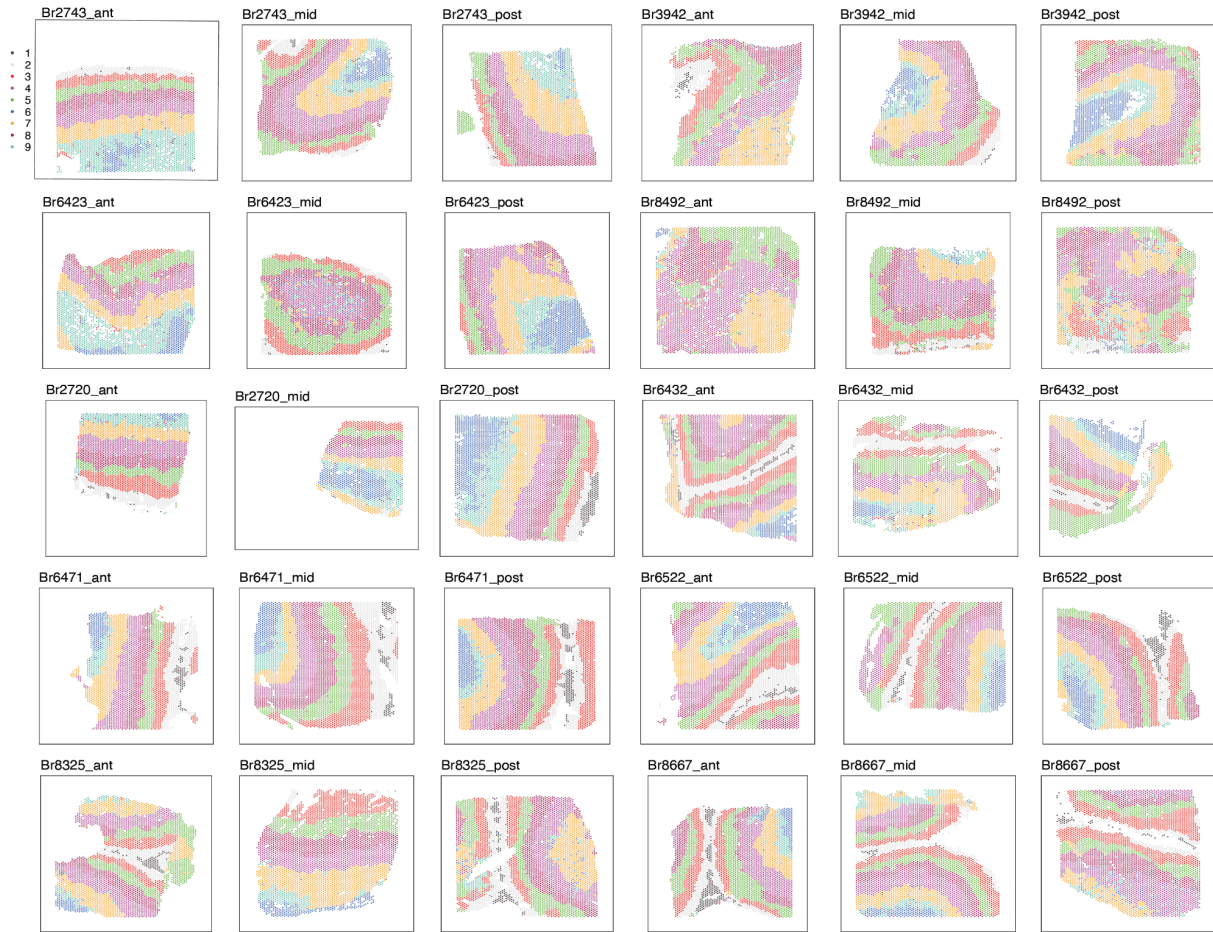 Br2743_ant Br2743_mid Br2743_post Br3942_ant Br3942_mid Br3942_post
1
2
3
4
5
6
7
8
9
Br6423_ant Br6423_mid Br6423_post Br8492_ant Br8492_mid Br8492_post
Br2720_ant Br2720_mid Br2720_post Br6432_ant Br6432_mid Br6432_post
Br6471_ant Br6471_mid Br6471_post Br6522_ant Br6522_mid Br6522_post
Br8325_ant Br8325_mid Br8325_post Br8667_ant Br8667_mid Br8667_post